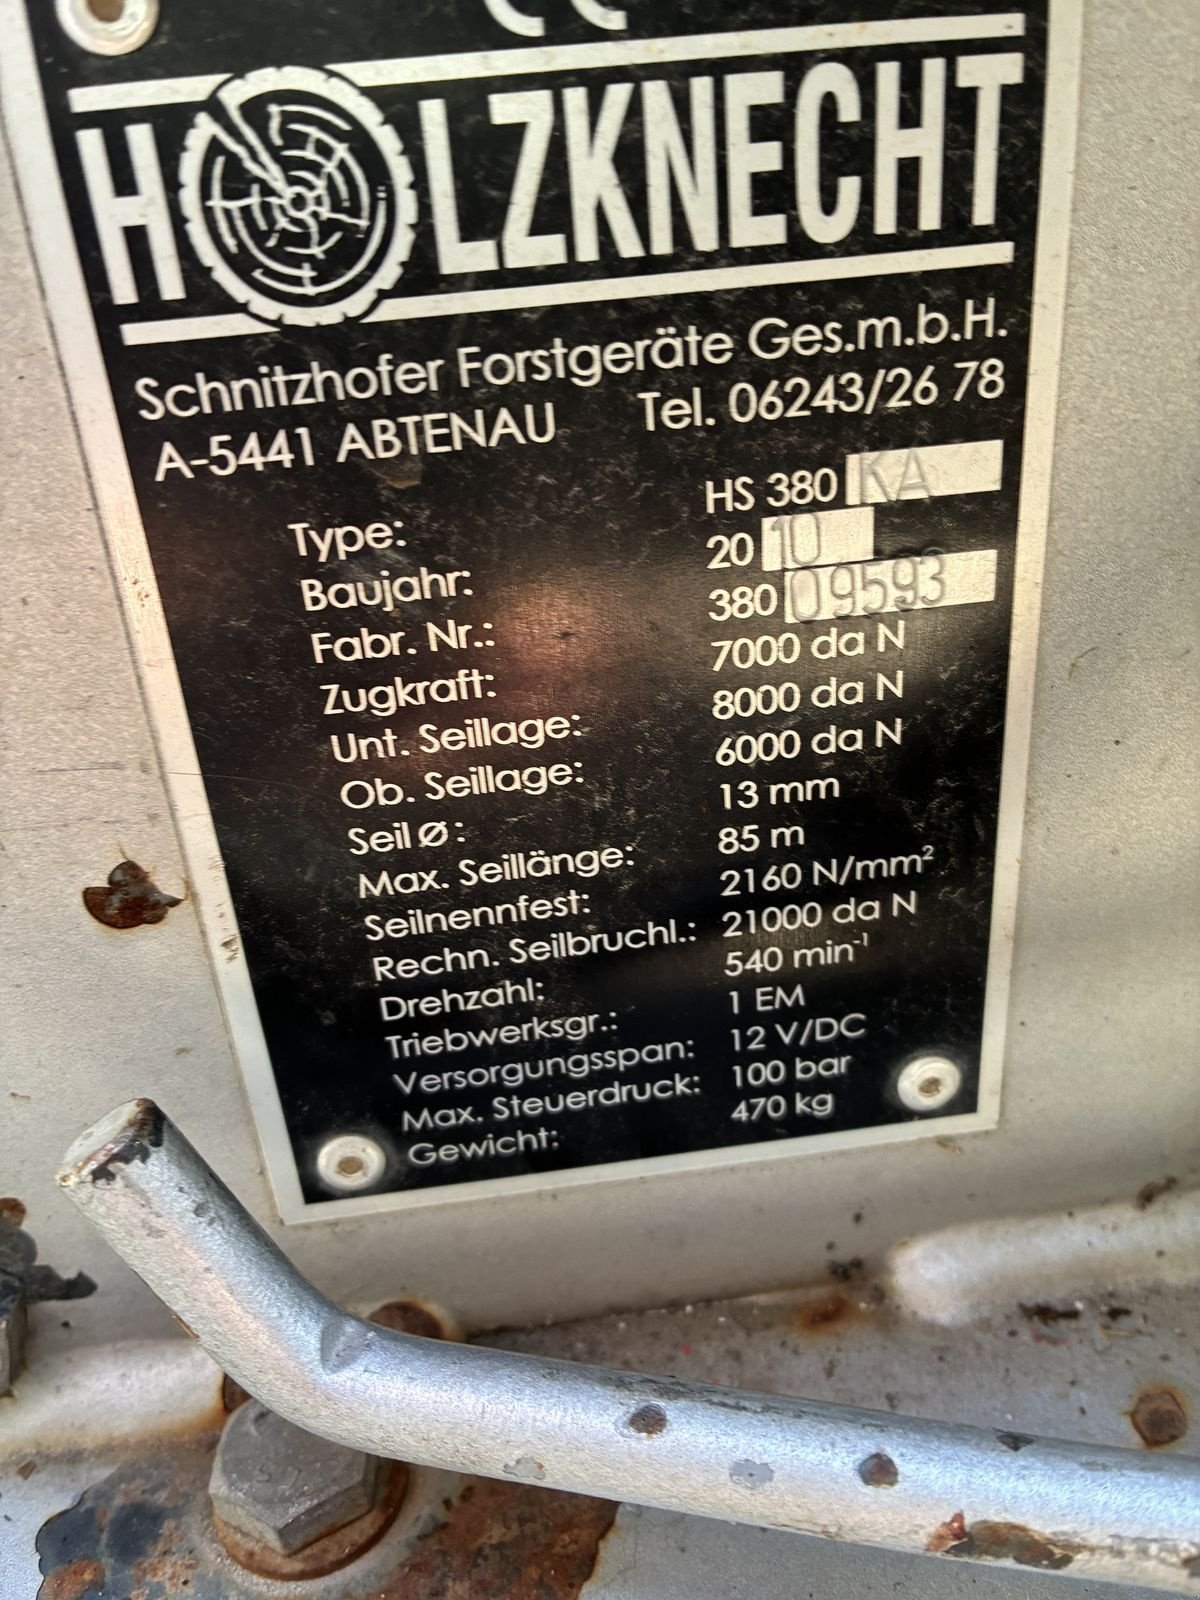 HOLZKNECHT
Schnitzhofer Forstgeräte Ges.m.b.H.
A-5441 ABTENAU Tel. 06243/26 78
Type: HS 380 KA
Baujahr: 20 10
Fabr. Nr.: 380 09593
Zugkraft: 7000 da N
Unt. Seillage: 8000 da N
Ob. Seillage: 6000 da N
Seil Ø: 13 mm
Max. Seillänge: 85 m
Seilnennfest: 2160 N/mm²
Rechn. Seilbruchl.: 21000 da N
Drehzahl: 540 min⁻¹
Triebwerksgr.: 1 EM
Versorgungsspan: 12 V/DC
Max. Steuerdruck: 100 bar
Gewicht: 470 kg